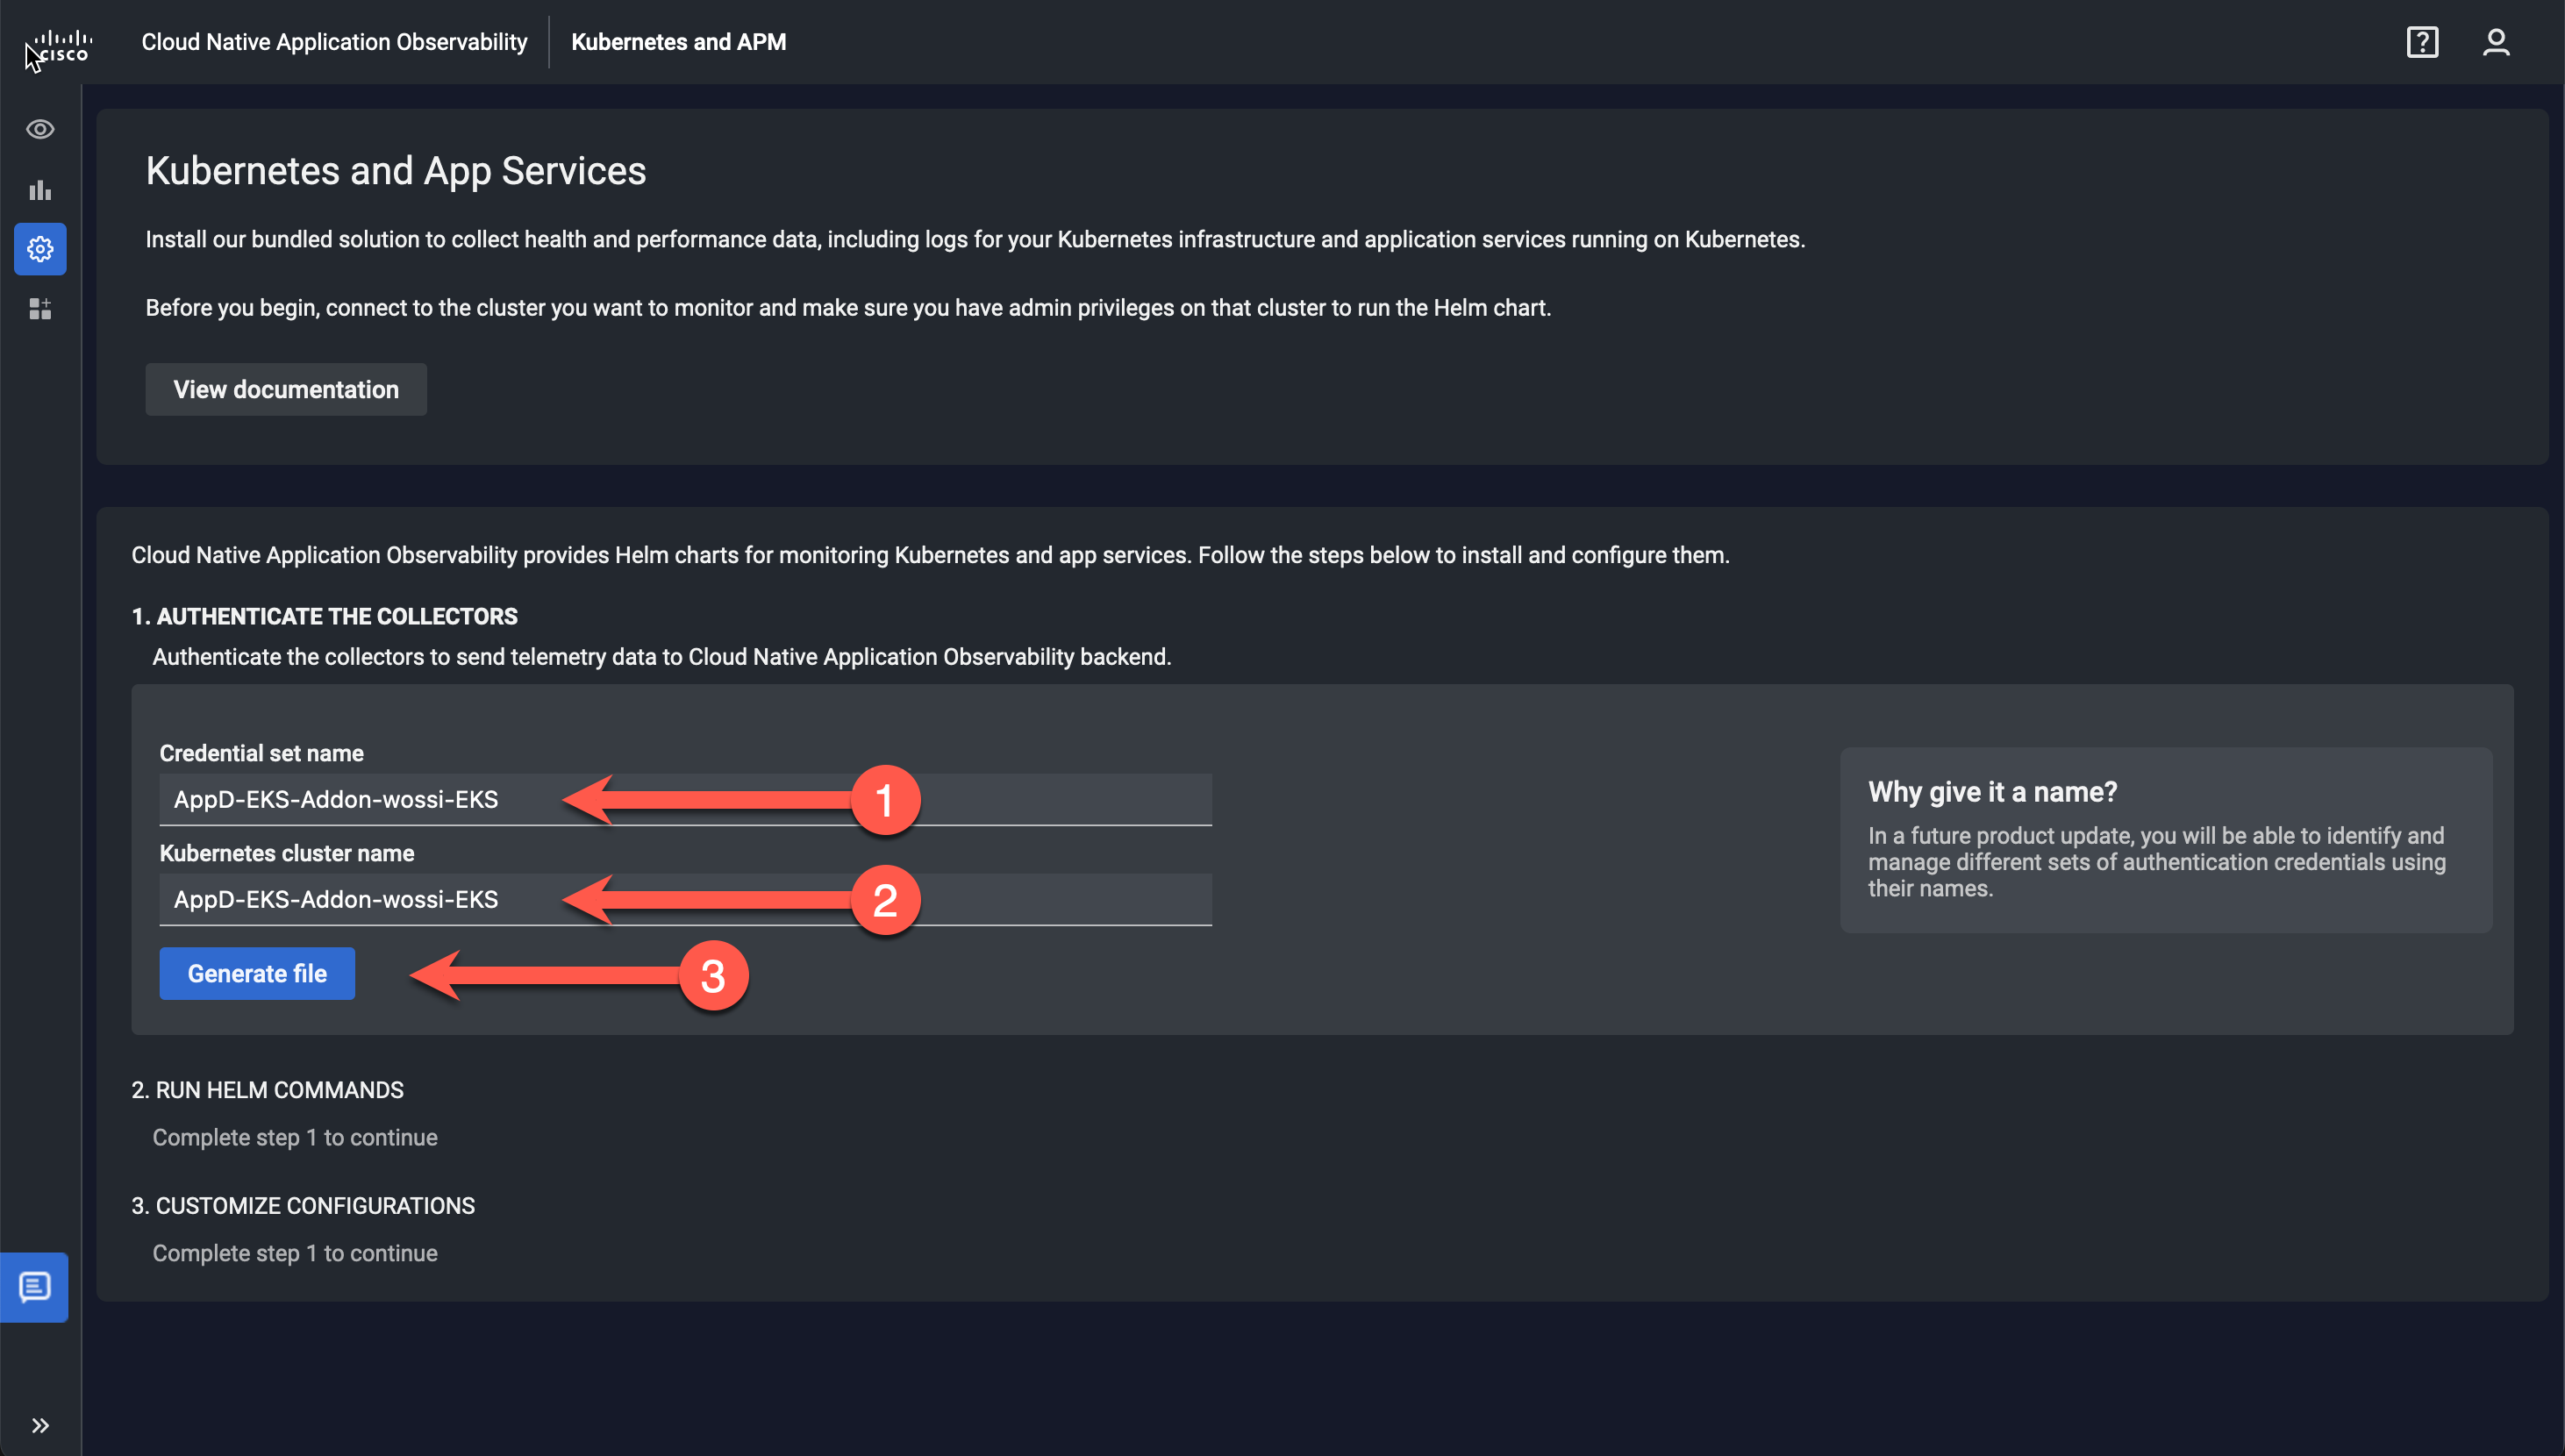 CISCO
Cloud Native Application Observability
Kubernetes and APM
?
Kubernetes and App Services
Install our bundled solution to collect health and performance data, including logs for your Kubernetes infrastructure and application services running on Kubernetes.
Before you begin, connect to the cluster you want to monitor and make sure you have admin privileges on that cluster to run the Helm chart.
View documentation
Cloud Native Application Observability provides Helm charts for monitoring Kubernetes and app services. Follow the steps below to install and configure them.
1. AUTHENTICATE THE COLLECTORS
Authenticate the collectors to send telemetry data to Cloud Native Application Observability backend.
Credential set name
AppD-EKS-Addon-wossi-EKS
1
Kubernetes cluster name
AppD-EKS-Addon-wossi-EKS
2
Generate file
3
Why give it a name?
In a future product update, you will be able to identify and
manage different sets of authentication credentials using
their names.
2. RUN HELM COMMANDS
Complete step 1 to continue
3. CUSTOMIZE CONFIGURATIONS
Complete step 1 to continue